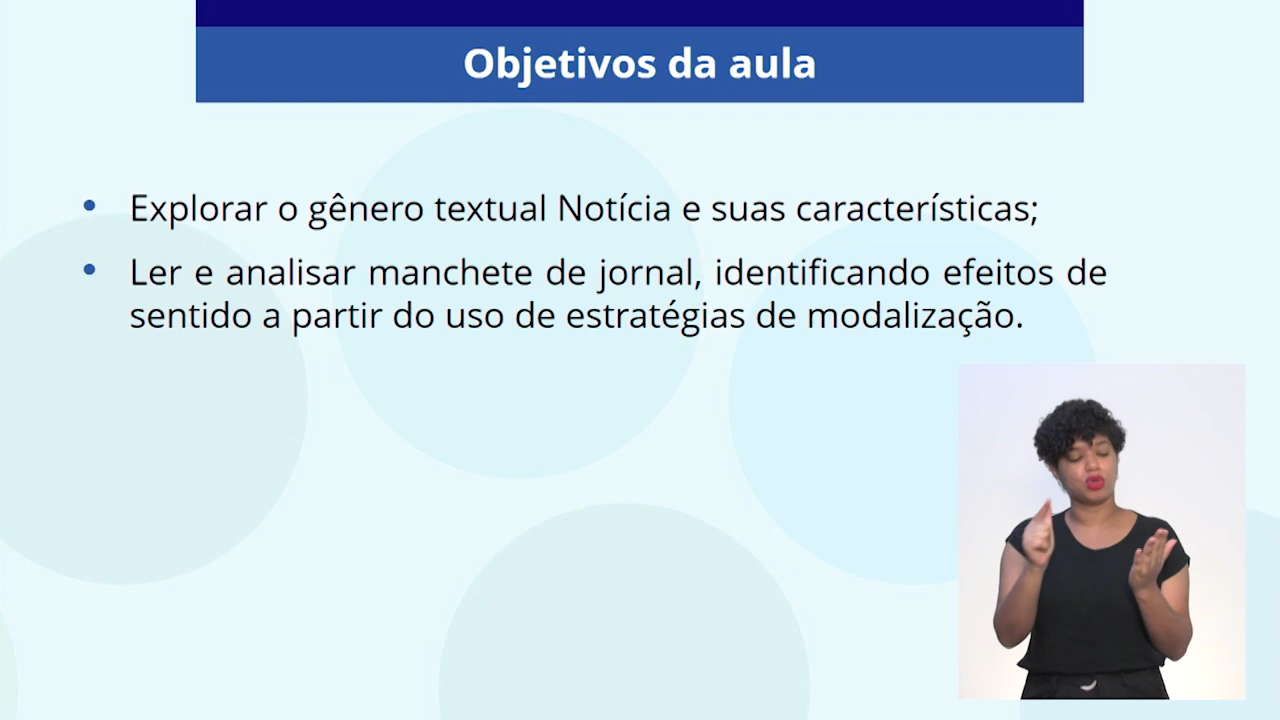 Objetivos da aula
• Explorar o gênero textual Notícia e suas características;
• Ler e analisar manchete de jornal, identificando efeitos de
sentido a partir do uso de estratégias de modalização.